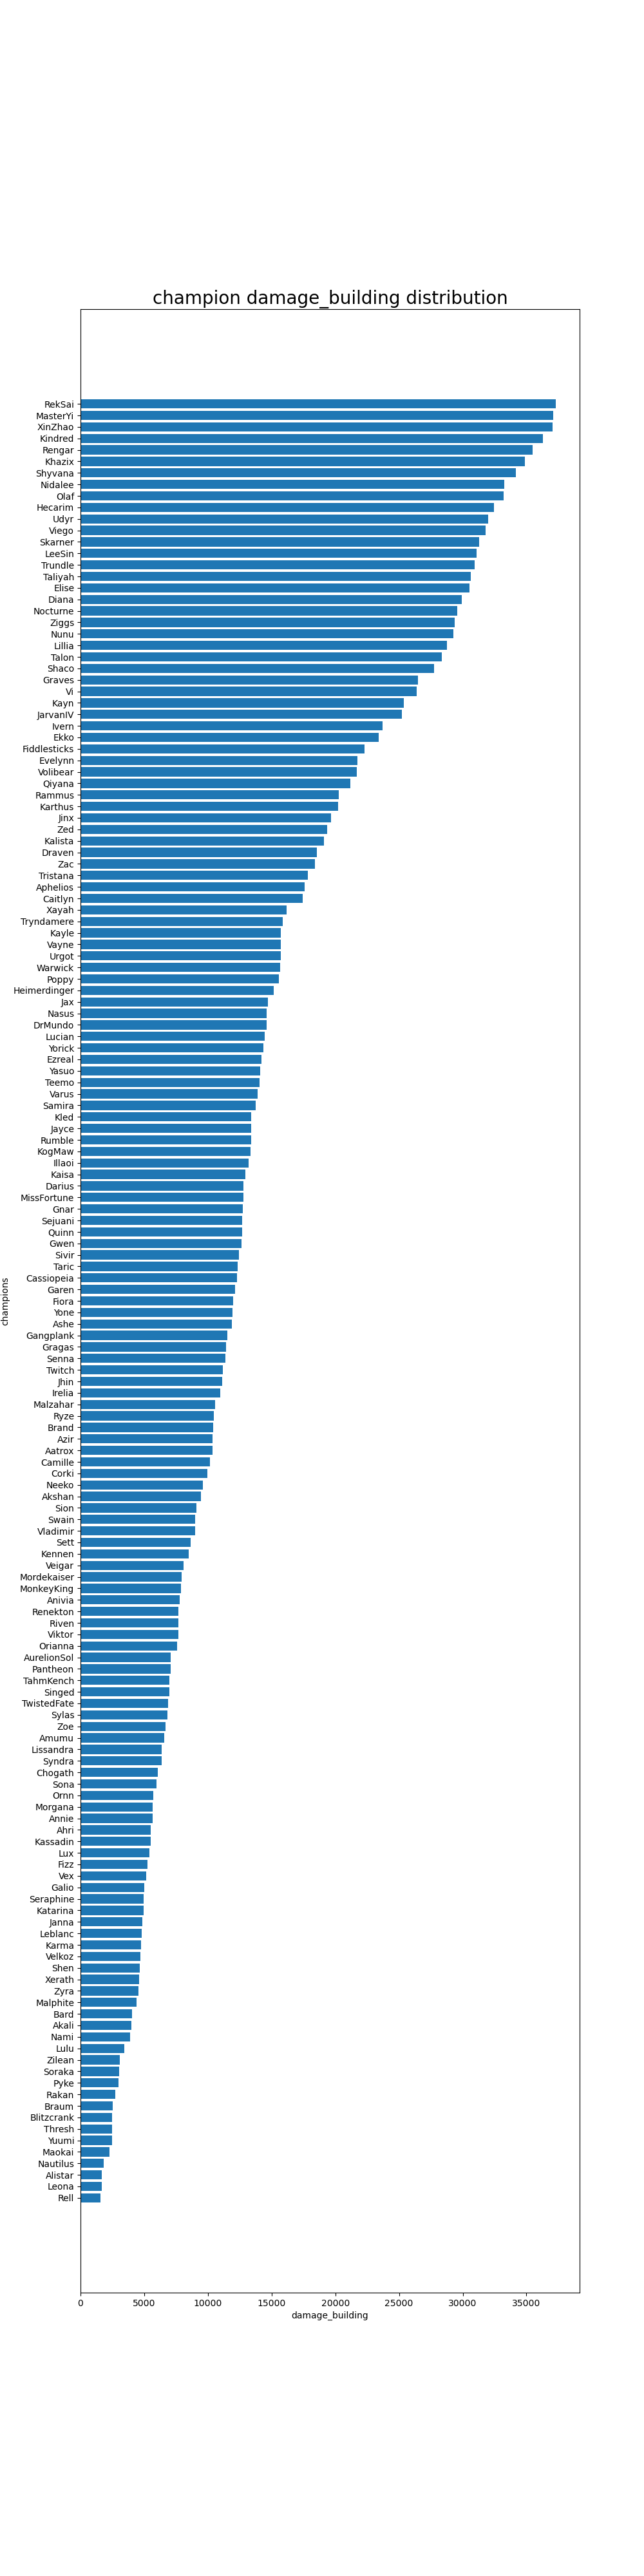 champion damage_building distribution
RekSai
MasterYi
XinZhao
Kindred
Rengar
Khazix
Shyvana
Nidalee
Olaf
Hecarim
Udyr
Viego
Skarner
LeeSin
Trundle
Taliyah
Elise
Diana
Nocturne
Ziggs
Nunu
Lillia
Talon
Shaco
Graves
Vi
Kayn
JarvanIV
Ivern
Ekko
Fiddlesticks
Evelynn
Volibear
Qiyana
Rammus
Karthus
Jinx
Zed
Kalista
Draven
Zac
Tristana
Aphelios
Caitlyn
Xayah
Tryndamere
Kayle
Vayne
Urgot
Warwick
Poppy
Heimerdinger
Jax
Nasus
DrMundo
Lucian
Yorick
Ezreal
Yasuo
Teemo
Varus
Samira
Kled
Jayce
Rumble
KogMaw
Illaoi
Kaisa
Darius
MissFortune
Gnar
Sejuani
Quinn
Gwen
Sivir
Taric
Cassiopeia
Garen
Fiora
Yone
Ashe
Gangplank
Gragas
Senna
Twitch
Jhin
Irelia
Malzahar
Ryze
Brand
Azir
Aatrox
Camille
Corki
Neeko
Akshan
Sion
Swain
Vladimir
Sett
Kennen
Veigar
Mordekaiser
MonkeyKing
Anivia
Renekton
Riven
Viktor
Orianna
AurelionSol
Pantheon
TahmKench
Singed
TwistedFate
Sylas
Zoe
Amumu
Lissandra
Syndra
Chogath
Sona
Ornn
Morgana
Annie
Ahri
Kassadin
Lux
Fizz
Vex
Galio
Seraphine
Katarina
Janna
Leblanc
Karma
Velkoz
Shen
Xerath
Zyra
Malphite
Bard
Akali
Nami
Lulu
Zilean
Soraka
Pyke
Rakan
Braum
Blitzcrank
Thresh
Yuumi
Maokai
Nautilus
Alistar
Leona
Rell
champions
0 5000 10000 15000 20000 25000 30000 35000
damage_building